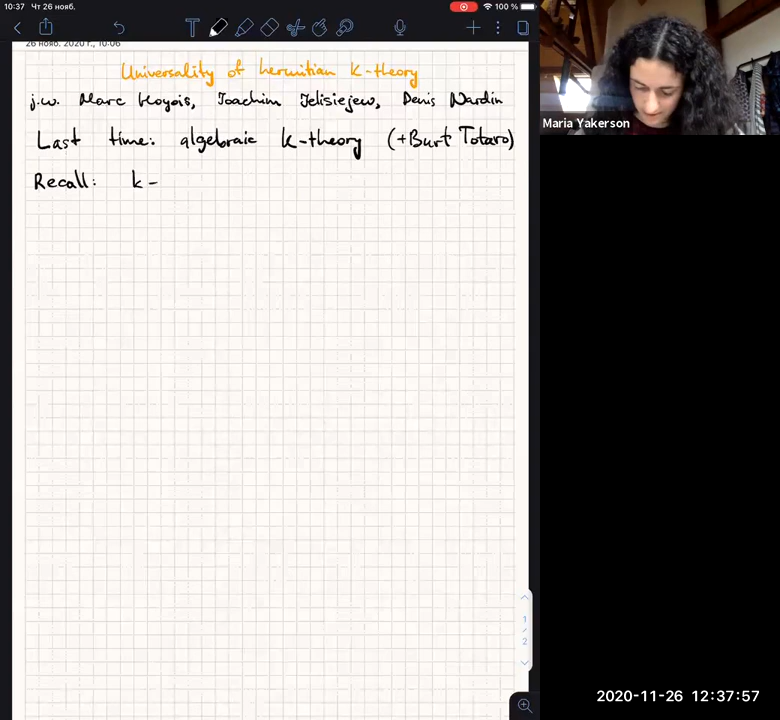 10:37 Чт 26 нояб.
100 %
26 нояб. 2020 г., 10:06
Universality of hermitian K-theory
j.w. Marc Hoyois, Joachim Jelisiejew, Denis Nardin
Last time: algebraic K-theory (+Burt Totaro)
Recall: k -
Maria Yakerson
1
/
2
2020-11-26 12:37:57